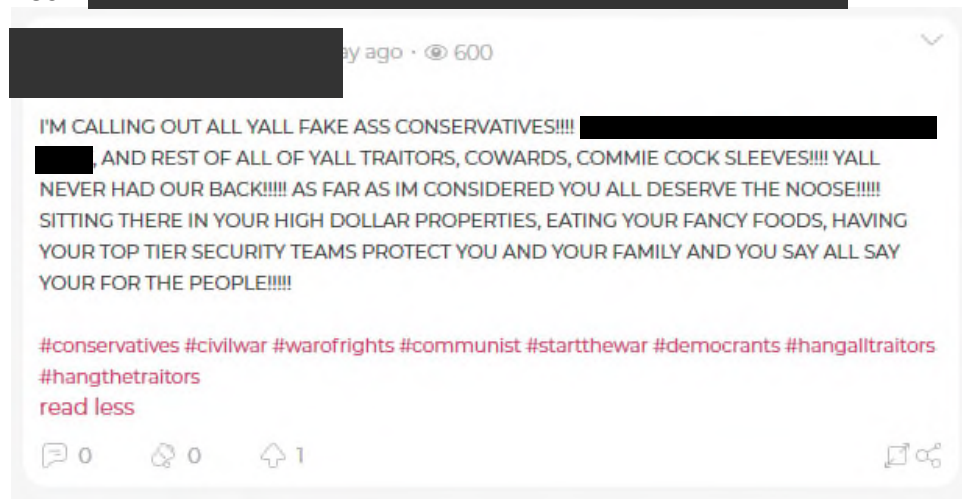 ay ago · 600
I'M CALLING OUT ALL YALL FAKE ASS CONSERVATIVES!!!!
, AND REST OF ALL OF YALL TRAITORS, COWARDS, COMMIE COCK SLEEVES!!!! YALL
NEVER HAD OUR BACK!!!!! AS FAR AS IM CONSIDERED YOU ALL DESERVE THE NOOSE!!!!!
SITTING THERE IN YOUR HIGH DOLLAR PROPERTIES, EATING YOUR FANCY FOODS, HAVING
YOUR TOP TIER SECURITY TEAMS PROTECT YOU AND YOUR FAMILY AND YOU SAY ALL SAY
YOUR FOR THE PEOPLE!!!!!
#conservatives #civilwar #warofrights #communist #startthewar #democrants #hangalltraitors
#hangthetraitors
read less
0 0 1